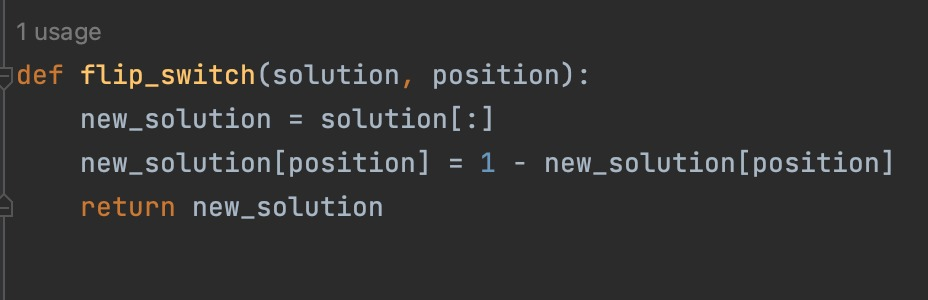 1 usage
def flip_switch(solution, position):
    new_solution = solution[:]
    new_solution[position] = 1 - new_solution[position]
    return new_solution